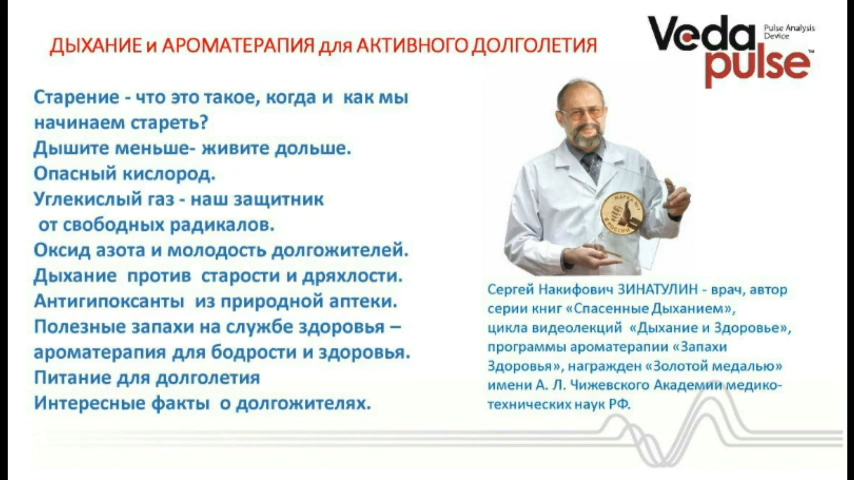 ДЫХАНИЕ и АРОМАТЕРАПИЯ для АКТИВНОГО ДОЛГОЛЕТИЯ
Veda
pulse™
Pulse Analysis
Device
Старение - что это такое, когда и как мы
начинаем стареть?
Дышите меньше- живите дольше.
Опасный кислород.
Углекислый газ - наш защитник
от свободных радикалов.
Оксид азота и молодость долгожителей.
Дыхание против старости и дряхлости.
Антигипоксанты из природной аптеки.
Полезные запахи на службе здоровья –
ароматерапия для бодрости и здоровья.
Питание для долголетия
Интересные факты о долгожителях.
Сергей Накифович ЗИНАТУЛИН - врач, автор
серии книг «Спасенные Дыханием»,
цикла видеолекций «Дыхание и Здоровье»,
программы ароматерапии «Запахи
Здоровья», награжден «Золотой медалью»
имени А. Л. Чижевского Академии медико-
технических наук РФ.